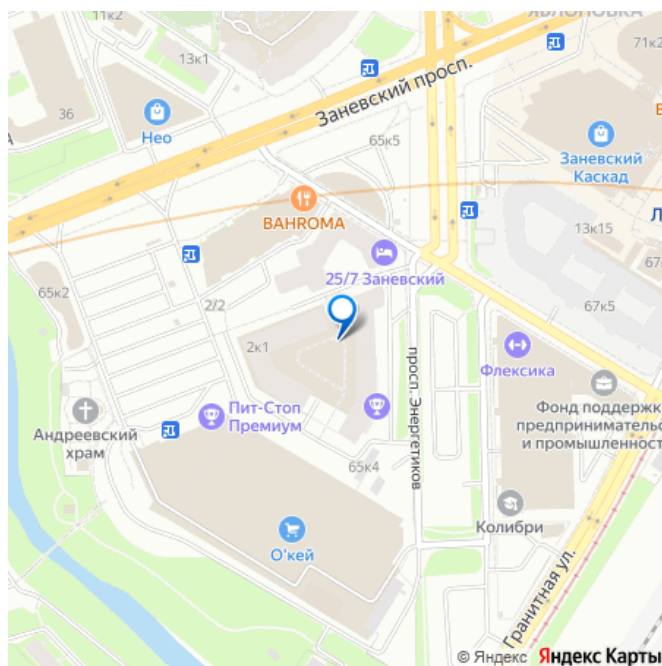 ЯБЛОНОВКА
11к2
13к1
71к2
36
Нео
Заневский просп.
65к5
Заневский
Каскад
BAHROMA
13к15
25/7 Заневский
65к2
2/2
67к5
2к1
Флексика
просп. Энергетиков
Пит-Стоп
Премиум
Фонд поддержк
предпринимательс
и промышленност
Андреевский
храм
65к4
Колибри
О'кей
Гранитная ул.
© Яндекс Яндекс Карты